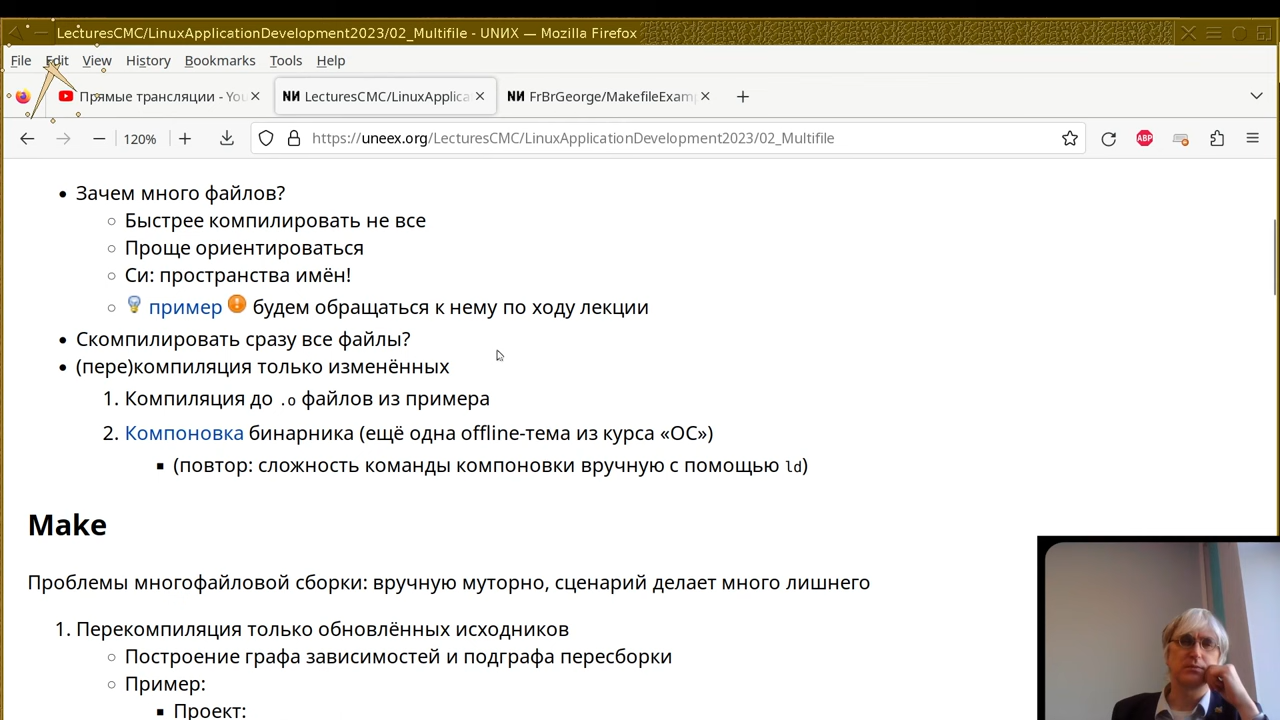 LecturesCMC/LinuxApplicationDevelopment2023/02_Multifile - UNИX — Mozilla Firefox
File Edit View History Bookmarks Tools Help
Прямые трансляции - You
LecturesCMC/LinuxApplica
FrBrGeorge/MakefileExam
120%
https://uneex.org/LecturesCMC/LinuxApplicationDevelopment2023/02_Multifile
ABP
Зачем много файлов?
Быстрее компилировать не все
Проще ориентироваться
Си: пространства имён!
пример будем обращаться к нему по ходу лекции
Скомпилировать сразу все файлы?
(пере)компиляция только изменённых
1. Компиляция до .o файлов из примера
2. Компоновка бинарника (ещё одна offline-тема из курса «ОС»)
(повтор: сложность команды компоновки вручную с помощью ld)
Make
Проблемы многофайловой сборки: вручную муторно, сценарий делает много лишнего
1. Перекомпиляция только обновлённых исходников
Построение графа зависимостей и подграфа пересборки
Пример:
Проект: